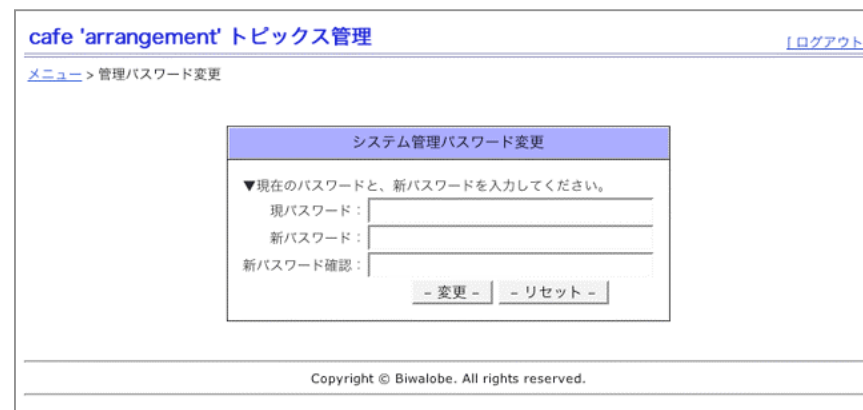 cafe 'arrangement' トピックス管理
[ ログアウト
メニュー > 管理パスワード変更
システム管理パスワード変更
▼現在のパスワードと、新パスワードを入力してください。
現パスワード：
新パスワード：
新パスワード確認：
– 変更 – – リセット –
Copyright © Biwalobe. All rights reserved.